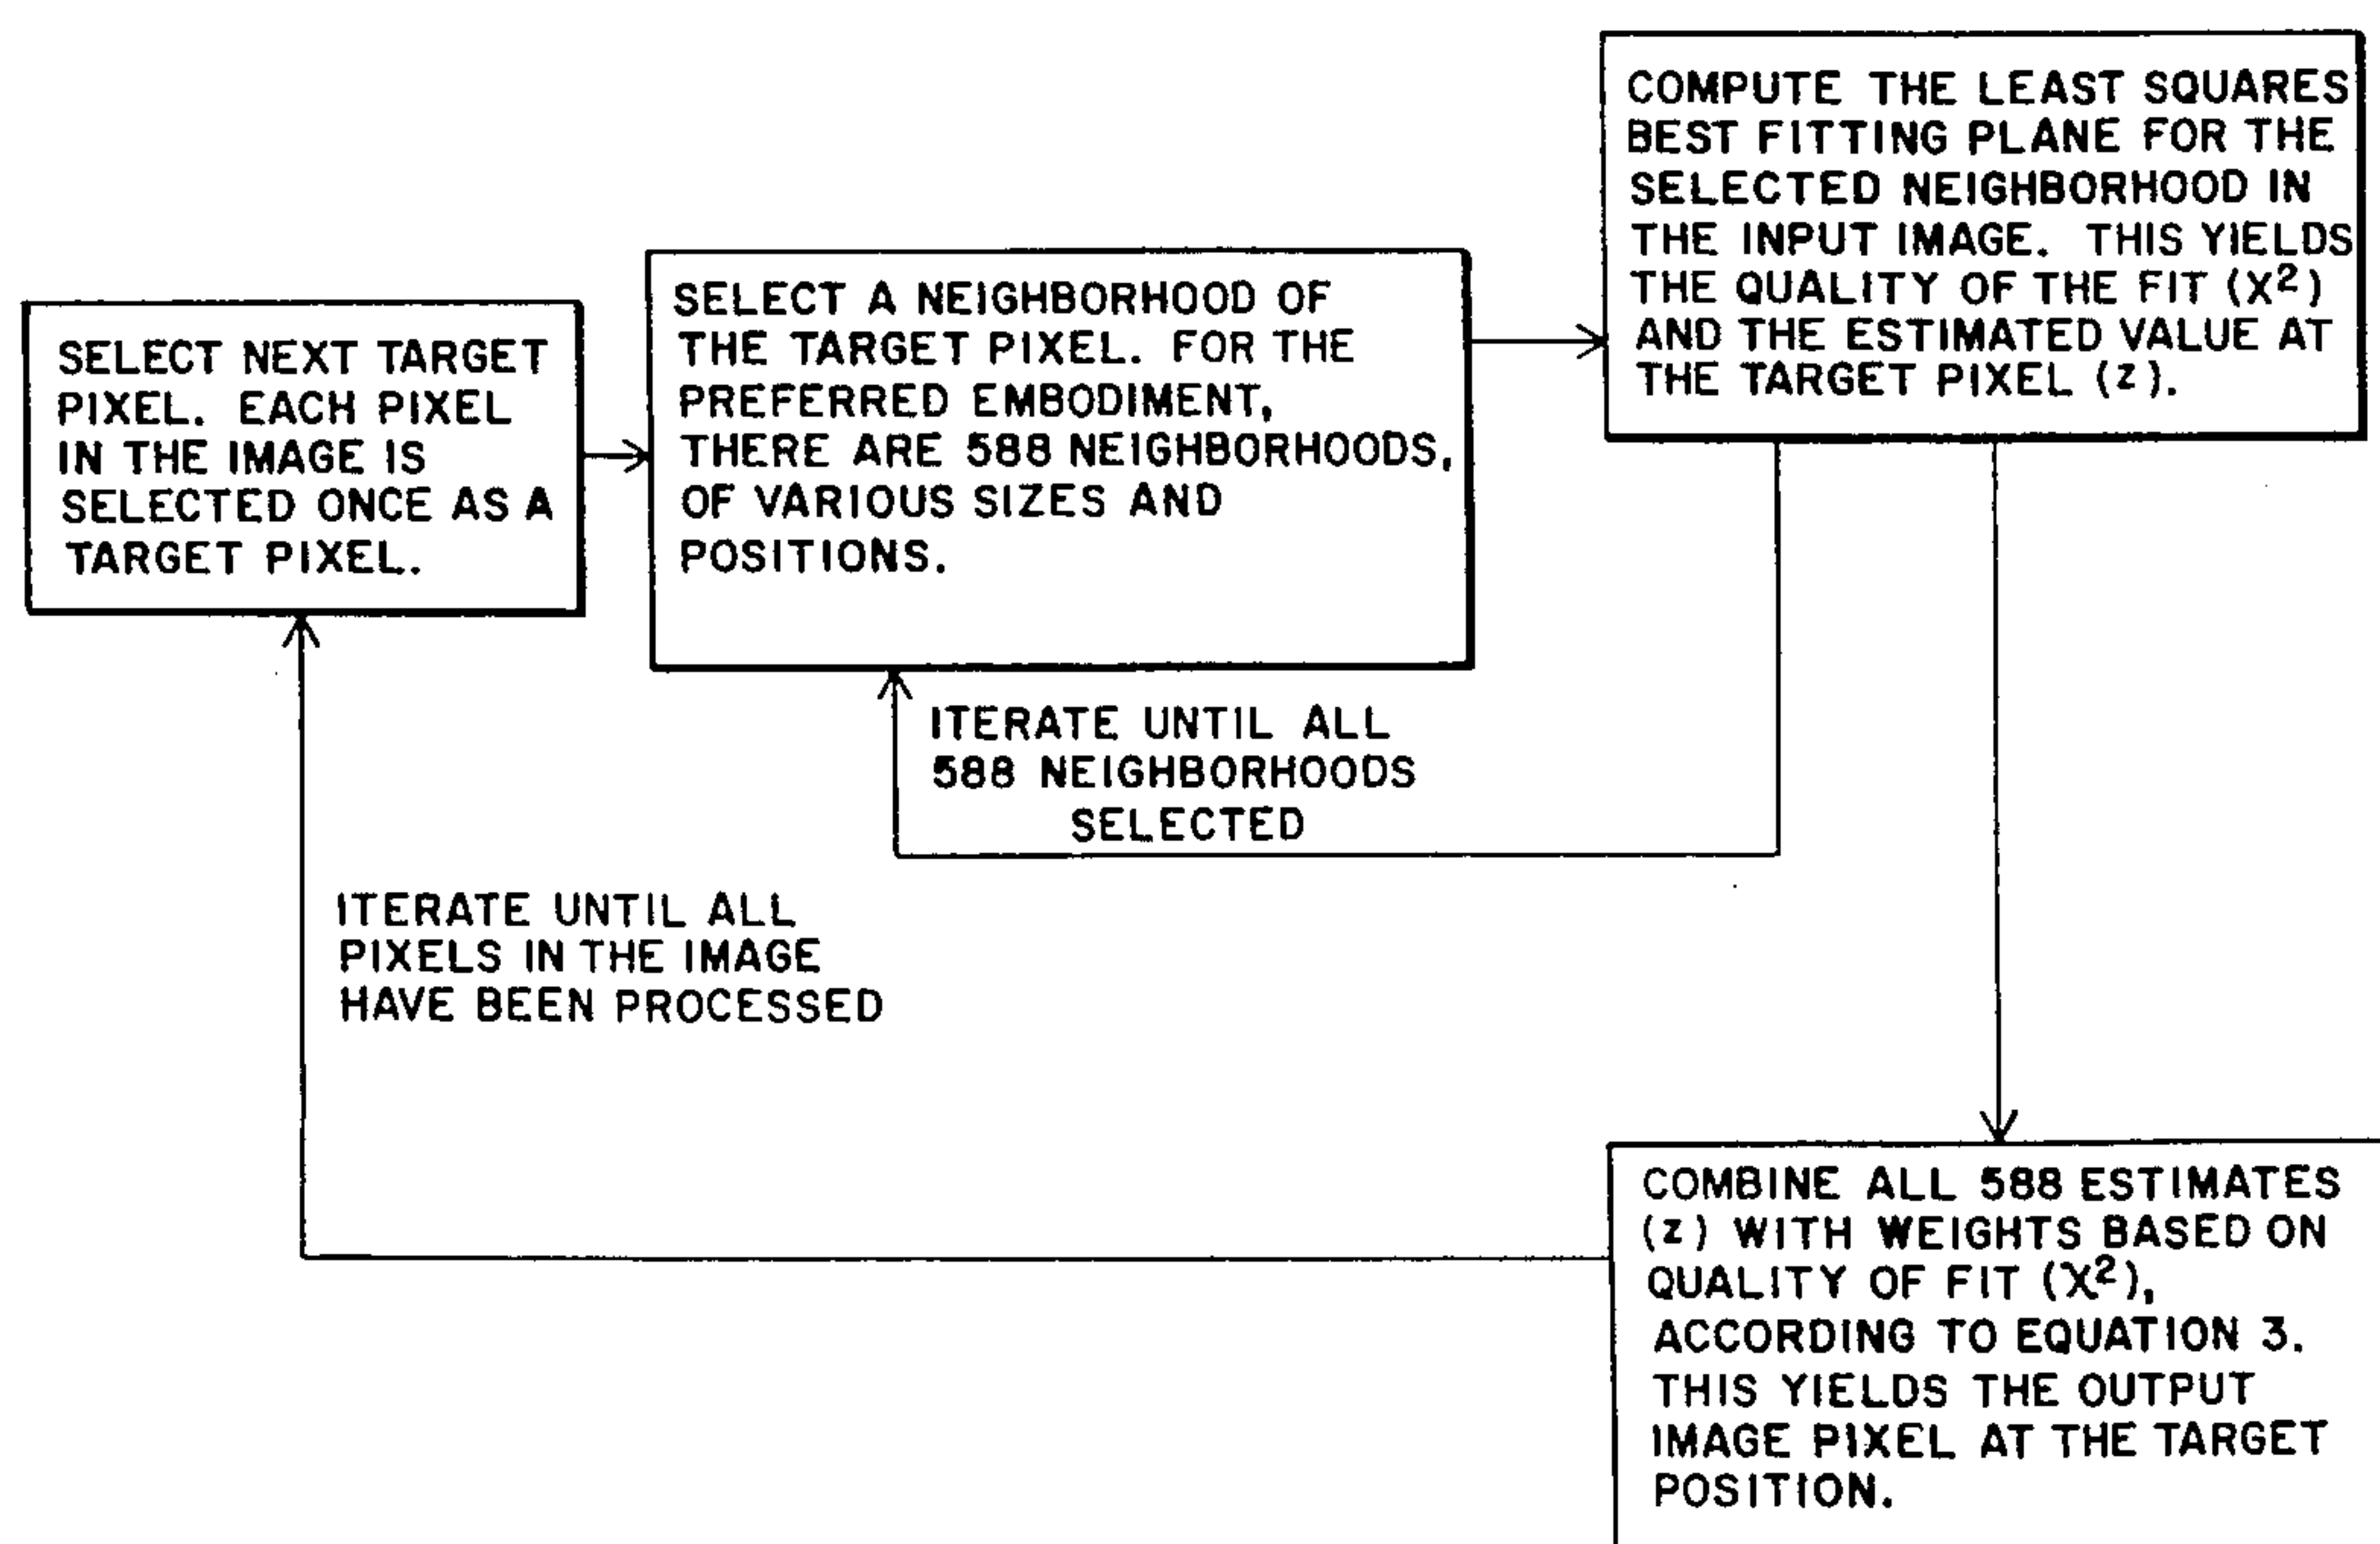 SELECT NEXT TARGET
PIXEL. EACH PIXEL
IN THE IMAGE IS
SELECTED ONCE AS A
TARGET PIXEL.
SELECT A NEIGHBORHOOD OF
THE TARGET PIXEL. FOR THE
PREFERRED EMBODIMENT,
THERE ARE 588 NEIGHBORHOODS,
OF VARIOUS SIZES AND
POSITIONS.
COMPUTE THE LEAST SQUARES
BEST FITTING PLANE FOR THE
SELECTED NEIGHBORHOOD IN
THE INPUT IMAGE. THIS YIELDS
THE QUALITY OF THE FIT (X²)
AND THE ESTIMATED VALUE AT
THE TARGET PIXEL (z).
ITERATE UNTIL ALL
588 NEIGHBORHOODS
SELECTED
ITERATE UNTIL ALL
PIXELS IN THE IMAGE
HAVE BEEN PROCESSED
COMBINE ALL 588 ESTIMATES
(z) WITH WEIGHTS BASED ON
QUALITY OF FIT (X²),
ACCORDING TO EQUATION 3.
THIS YIELDS THE OUTPUT
IMAGE PIXEL AT THE TARGET
POSITION.